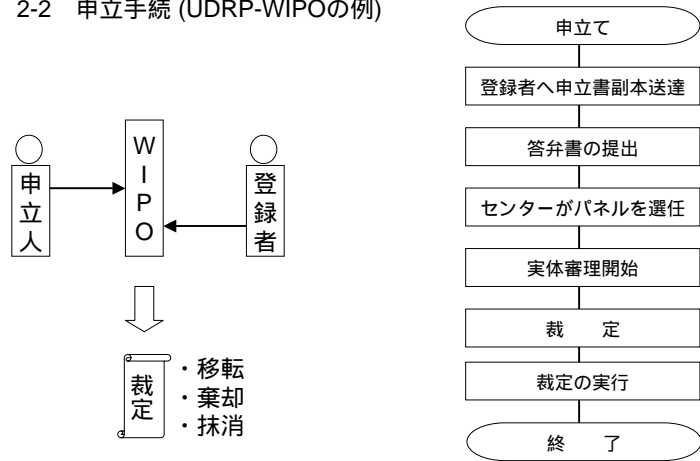 2-2 申立手続 (UDRP-WIPOの例)
申立人
WIPO
登録者
裁定
・移転
・棄却
・抹消
申立て
登録者へ申立書副本送達
答弁書の提出
センターがパネルを選任
実体審理開始
裁　定
裁定の実行
終　了